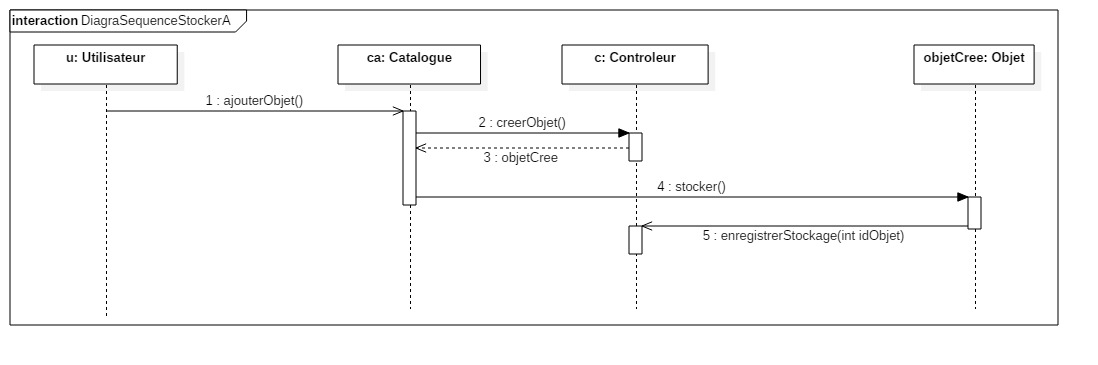 interaction DiagraSequenceStockerA
u: Utilisateur
ca: Catalogue
c: Controleur
objetCree: Objet
1 : ajouterObjet()
2 : creerObjet()
3 : objetCree
4 : stocker()
5 : enregistrerStockage(int idObjet)